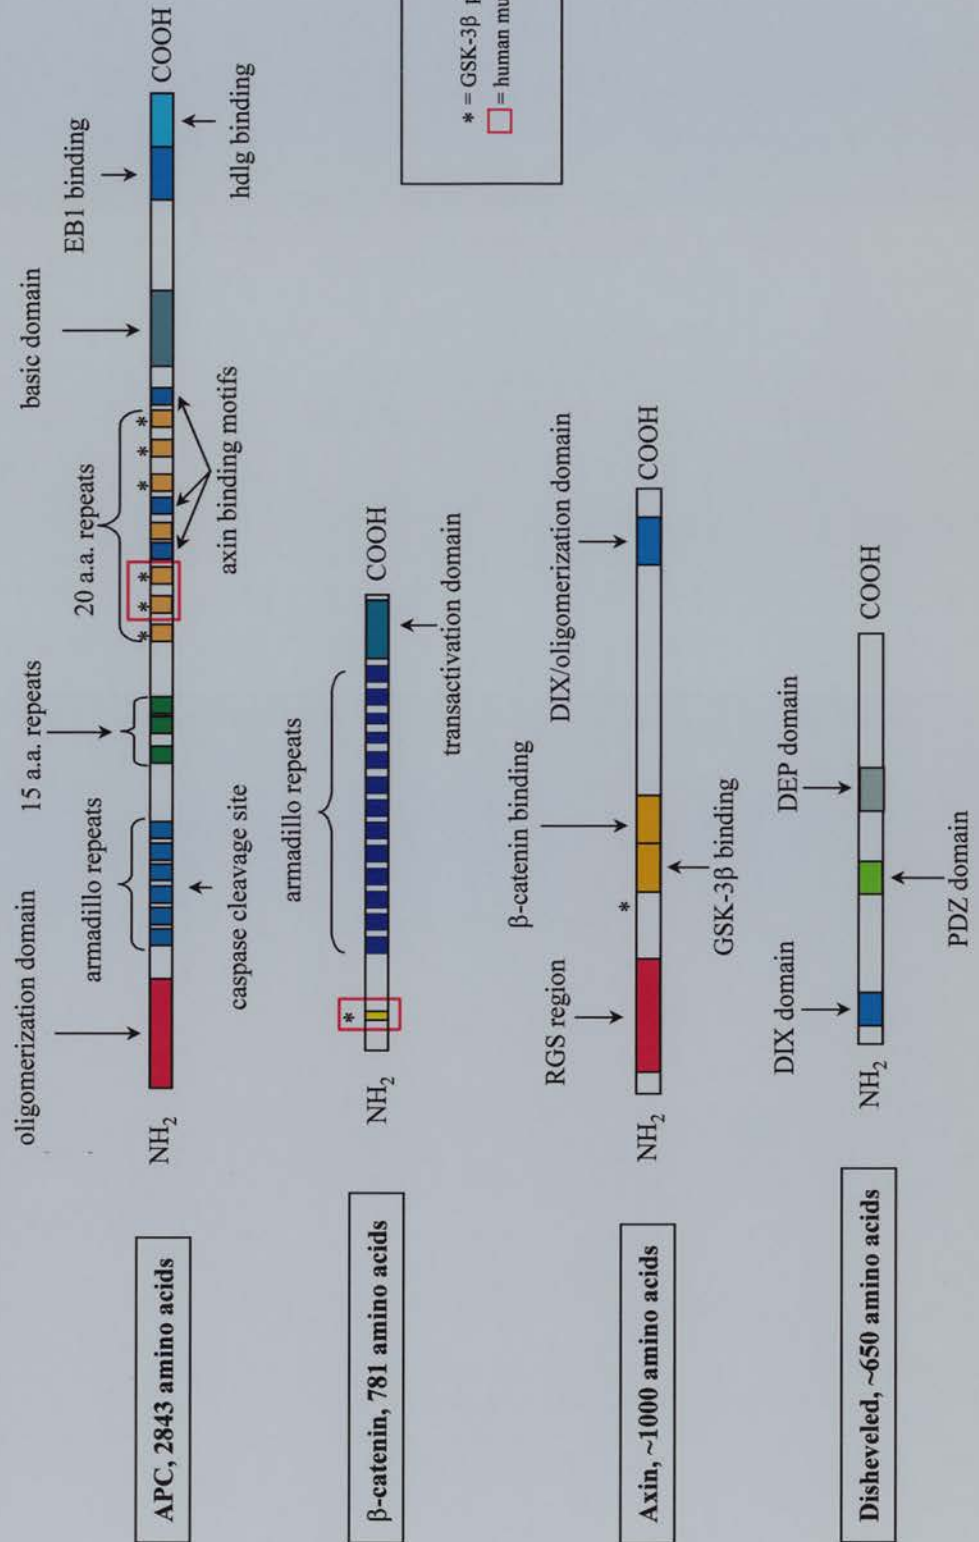 APC, 2843 amino acids
NH₂
oligomerization domain
armadillo repeats
caspase cleavage site
15 a.a. repeats
20 a.a. repeats
* * * * * *
axin binding motifs
basic domain
EB1 binding
hdlg binding
COOH
β-catenin, 781 amino acids
NH₂
*
armadillo repeats
transactivation domain
COOH
Axin, ~1000 amino acids
NH₂
RGS region
*
β-catenin binding
GSK-3β binding
DIX/oligomerization domain
COOH
Disheveled, ~650 amino acids
NH₂
DIX domain
PDZ domain
DEP domain
COOH
* = GSK-3β
= human